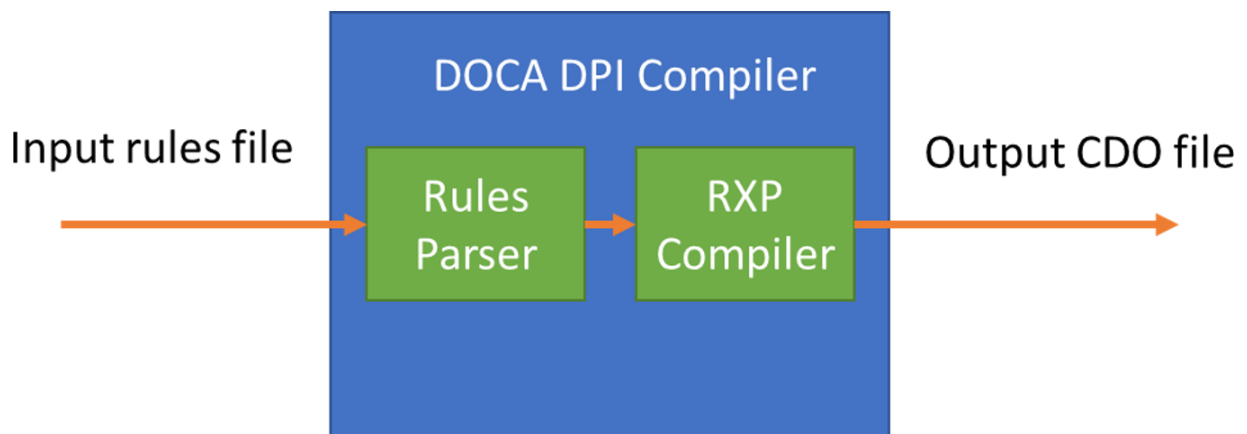 DOCA DPI Compiler
Input rules file
Rules
Parser
RXP
Compiler
Output CDO file